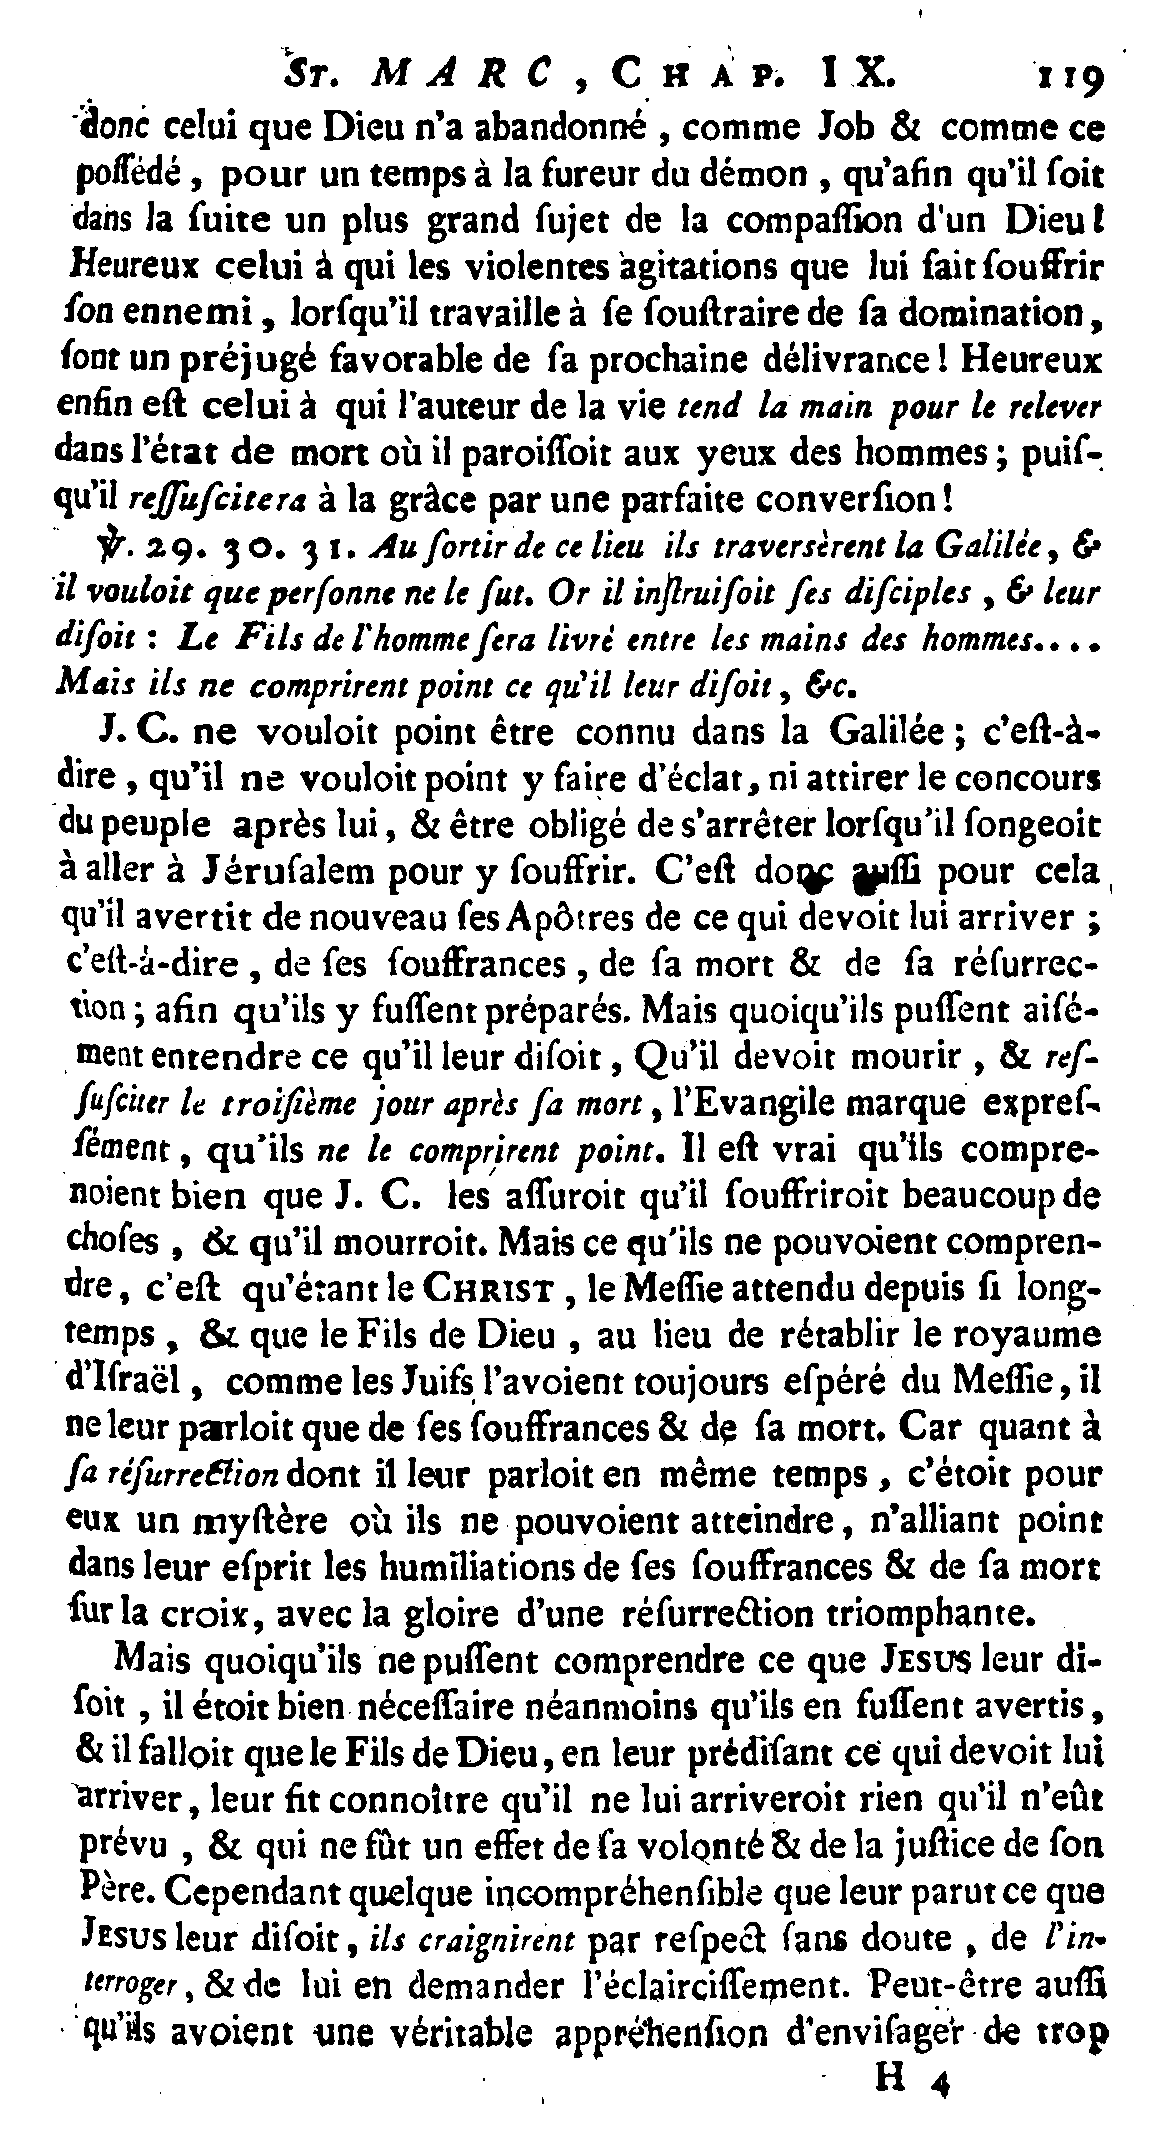 St. MARC, CHAP. IX. 119
donc celui que Dieu n'a abandonné, comme Job & comme ce
poſſédé, pour un temps à la fureur du démon, qu'afin qu'il ſoit
dans la ſuite un plus grand ſujet de la compaſſion d'un Dieu!
Heureux celui à qui les violentes agitations que lui fait ſouffrir
ſon ennemi, lorſqu'il travaille à ſe ſouſtraire de ſa domination,
ſont un préjugé favorable de ſa prochaine délivrance! Heureux
enfin eſt celui à qui l'auteur de la vie tend la main pour le relever
dans l'état de mort où il paroiſſoit aux yeux des hommes; puiſ-
qu'il reſſuſcitera à la grâce par une parfaite converſion!
℣. 29. 30. 31. Au ſortir de ce lieu ils traversèrent la Galilée, &
il vouloit que perſonne ne le ſut. Or il inſtruiſoit ſes diſciples, & leur
diſoit: Le Fils de l'homme ſera livré entre les mains des hommes....
Mais ils ne comprirent point ce qu'il leur diſoit, &c.
J. C. ne vouloit point être connu dans la Galilée; c'eſt-à-
dire, qu'il ne vouloit point y faire d'éclat, ni attirer le concours
du peuple après lui, & être obligé de s'arrêter lorſqu'il ſongeoit
à aller à Jéruſalem pour y ſouffrir. C'eſt donc auſſi pour cela
qu'il avertit de nouveau ſes Apôtres de ce qui devoit lui arriver;
c'eſt-à-dire, de ſes ſouffrances, de ſa mort & de ſa réſurrec-
tion; afin qu'ils y fuſſent préparés. Mais quoiqu'ils puſſent aiſé-
ment entendre ce qu'il leur diſoit, Qu'il devoit mourir, & reſ-
ſuſciter le troiſième jour après ſa mort, l'Evangile marque expreſ-
ſément, qu'ils ne le comprirent point. Il eſt vrai qu'ils compre-
noient bien que J. C. les aſſuroit qu'il ſouffriroit beaucoup de
choſes, & qu'il mourroit. Mais ce qu'ils ne pouvoient compren-
dre, c'eſt qu'étant le CHRIST, le Meſſie attendu depuis ſi long-
temps, & que le Fils de Dieu, au lieu de rétablir le royaume
d'Iſraël, comme les Juifs l'avoient toujours eſpéré du Meſſie, il
ne leur parloit que de ſes ſouffrances & de ſa mort. Car quant à
ſa réſurrection dont il leur parloit en même temps, c'étoit pour
eux un myſtère où ils ne pouvoient atteindre, n'alliant point
dans leur eſprit les humiliations de ſes ſouffrances & de ſa mort
ſur la croix, avec la gloire d'une réſurrection triomphante.
Mais quoiqu'ils ne puſſent comprendre ce que JESUS leur di-
ſoit, il étoit bien néceſſaire néanmoins qu'ils en fuſſent avertis,
& il falloit que le Fils de Dieu, en leur prédiſant ce qui devoit lui
arriver, leur fit connoître qu'il ne lui arriveroit rien qu'il n'eût
prévu, & qui ne fût un effet de ſa volonté & de la juſtice de ſon
Père. Cependant quelque incompréhenſible que leur parut ce que
JESUS leur diſoit, ils craignirent par reſpect ſans doute, de l'in-
terroger, & de lui en demander l'éclairciſſement. Peut-être auſſi
qu'ils avoient une véritable appréhenſion d'enviſager de trop
H 4